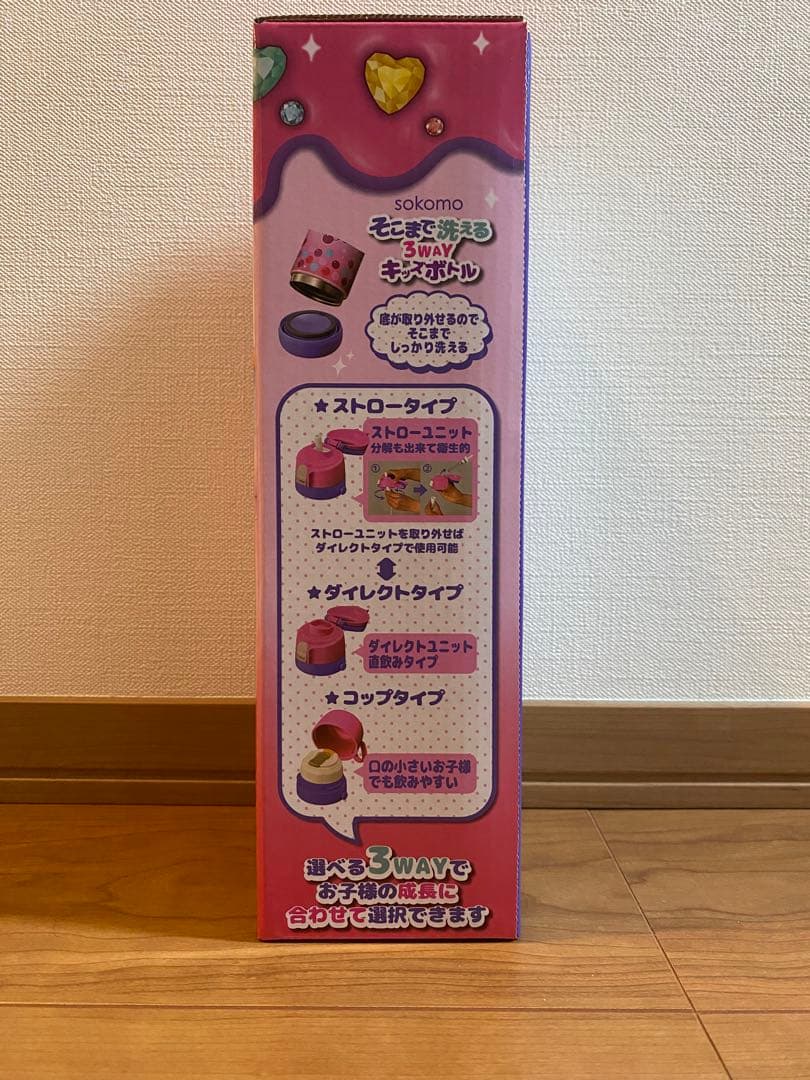 sokomo
そこまで洗える
3WAY
キッズボトル
底が取り外せるので
そこまで
しっかり洗える
★ストロータイプ
ストローユニット
分解も出来て衛生的
① ②
ストローユニットを取り外せば
ダイレクトタイプで使用可能
★ダイレクトタイプ
ダイレクトユニット
直飲みタイプ
★コップタイプ
口の小さいお子様
でも飲みやすい
選べる3WAYで
お子様の成長に
合わせて選択できます